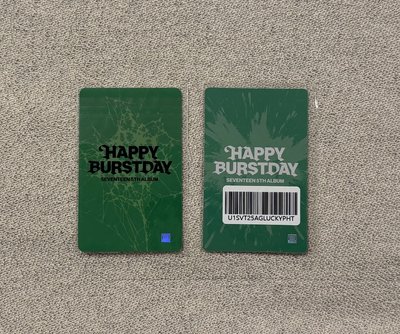 HAPPY
BURSTDAY
SEVENTEEN 5TH ALBUM
HAPPY
BURSTDAY
SEVENTEEN 5TH ALBUM
U1SVT25AGLUCKYPHT